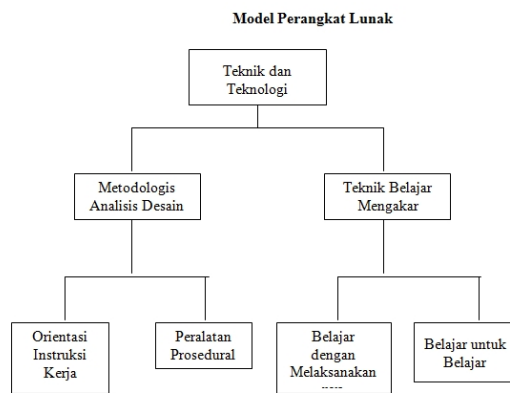 Model Perangkat Lunak
Teknik dan
Teknologi
Metodologis
Analisis Desain
Teknik Belajar
Mengakar
Orientasi
Instruksi
Kerja
Peralatan
Prosedural
Belajar
dengan
Melaksanakan
Belajar untuk
Belajar